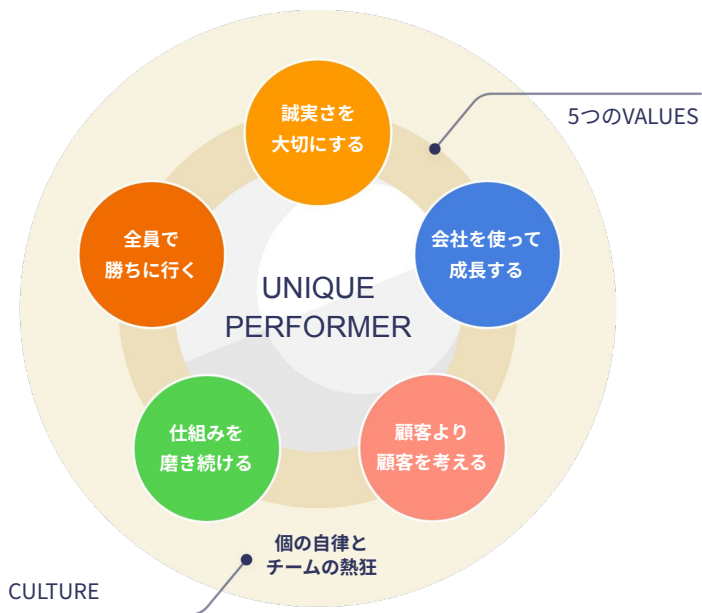 誠実さを
大切にする
5つのVALUES
全員で
勝ちに行く
会社を使って
成長する
UNIQUE
PERFORMER
仕組みを
磨き続ける
顧客より
顧客を考える
個の自律と
チームの熱狂
CULTURE